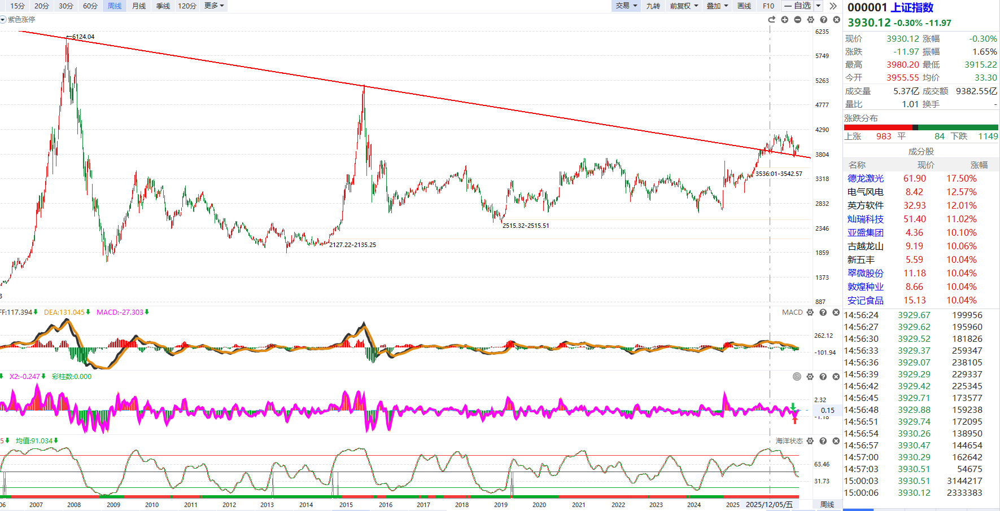 15分 20分 30分 60分 周线 月线 季线 120分 更多 交易 九转 前复权 叠加 画线 F10 一自选
紫色涨停
6124.04
6235
5749
5263
4777
4290
3804
3318
2832
2346
1859
1373
887
3536.01-3542.57
2515.32-2515.51
2127.22-2135.25
FF:117.394 DEA:131.045 MACD:-27.303 MACD
262.12
-101.94
X2:-0.247 彩柱数:0.000
2.32
0.15
-1.18
5 均值:91.034 海洋状态
63.46
31.73
06 2007 2008 2009 2010 2011 2012 2013 2014 2015 2016 2017 2018 2019 2020 2021 2022 2023 2024 2025 2025/12/05/五 周线
000001 上证指数
3930.12 -0.30% -11.97
现价 3930.12 涨幅 -0.30%
涨跌 -11.97 振幅 1.65%
最高 3980.20 最低 3915.22
今开 3955.55 均价 33.30
成交量 5.37亿 成交额 9382.55亿
量比 1.01 换手 -
涨跌分布
上涨 983 平 84 下跌 1149
成分股
名称 现价 涨幅
德龙激光 61.90 17.50%
电气风电 8.42 12.57%
英方软件 32.93 12.01%
灿瑞科技 51.40 11.02%
亚盛集团 4.36 10.10%
古越龙山 9.19 10.06%
新五丰 5.59 10.04%
翠微股份 11.18 10.04%
敦煌种业 8.66 10.04%
安记食品 15.13 10.04%
14:56:24 3929.67 199956
14:56:27 3929.62 195960
14:56:30 3929.52 181826
14:56:33 3929.37 259347
14:56:36 3929.07 238105
14:56:39 3929.29 229337
14:56:42 3929.42 225345
14:56:45 3929.71 173577
14:56:48 3929.88 159238
14:56:51 3929.74 172095
14:56:54 3930.26 138950
14:56:57 3930.47 144654
14:57:00 3930.29 162642
14:57:03 3930.51 54675
15:00:03 3930.51 3144217
15:00:06 3930.12 2333383